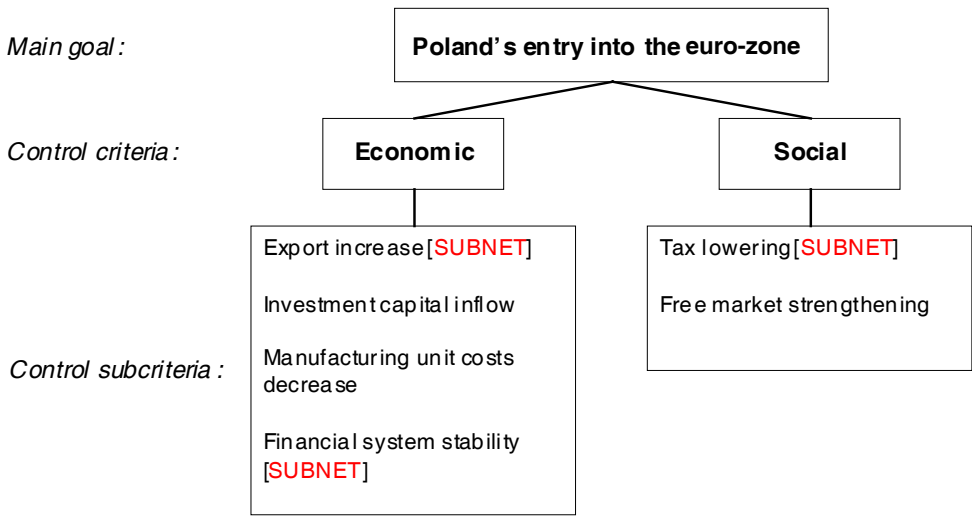 Main goal:
Poland's entry into the euro-zone
Control criteria:
Economic
Social
Control subcriteria:
Export increase[SUBNET]
Investment capital inflow
Manufacturing unit costs
decrease
Financial system stability
[SUBNET]
Tax lowering[SUBNET]
Free market strengthening